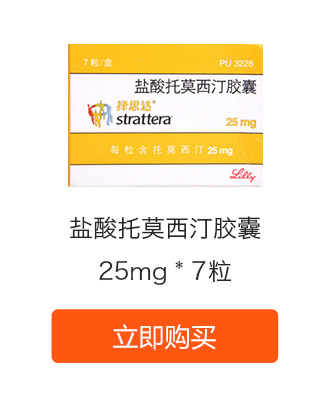 7 粒/盒 PU 3228
盐酸托莫西汀胶囊
择思达®
strattera
25 mg
每粒含托莫西汀 25 mg
Lilly
盐酸托莫西汀胶囊
25mg * 7粒
立即购买